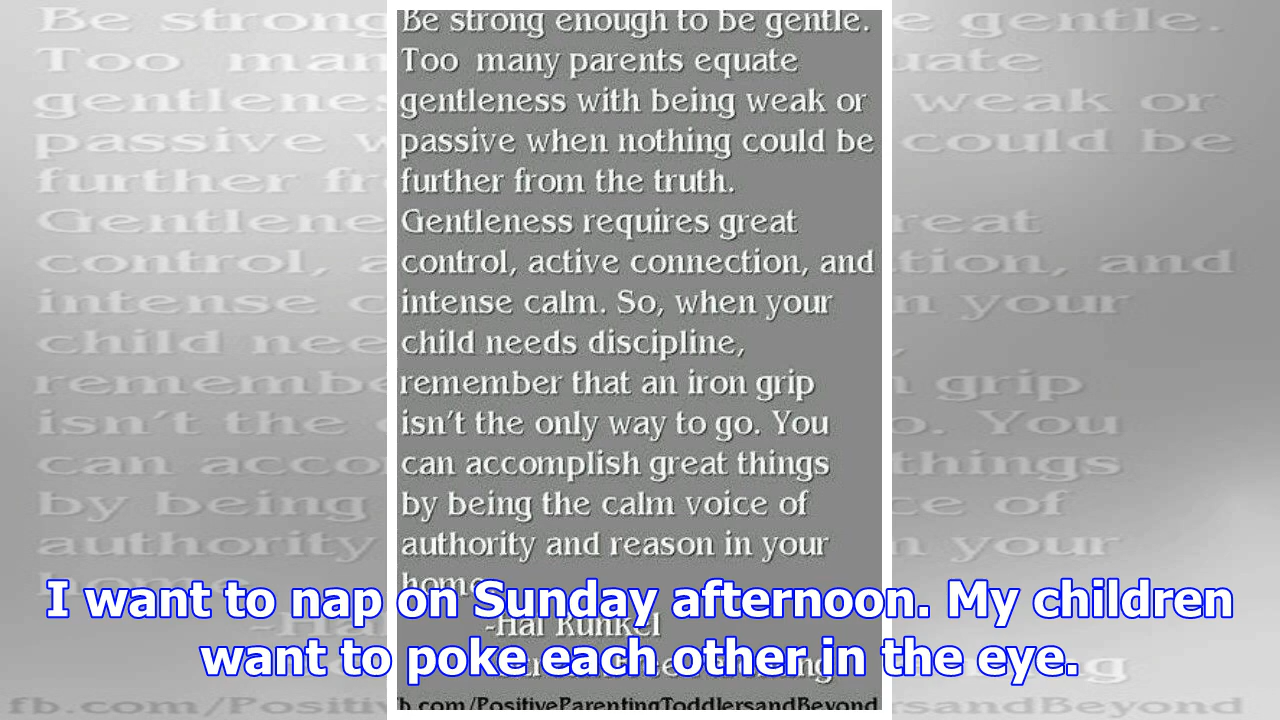 Be strong enough to be gentle.
Too many parents equate
gentleness with being weak or
passive when nothing could be
further from the truth.
Gentleness requires great
control, active connection, and
intense calm. So, when your
child needs discipline,
remember that an iron grip
isn't the only way to go. You
can accomplish great things
by being the calm voice of
authority and reason in your
home
-Hal Runkel
I want to nap on Sunday afternoon. My children
want to poke each other in the eye.
fb.com/PositiveParentingToddlersandBeyond